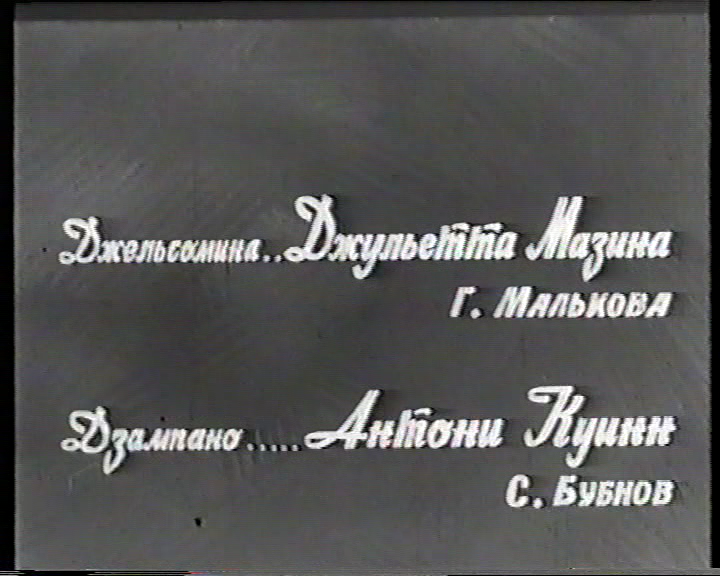 Джельсомина..Джульетта Мазина
Г. Малькова
Дзампано.....Антони Куинн
С. Бубнов